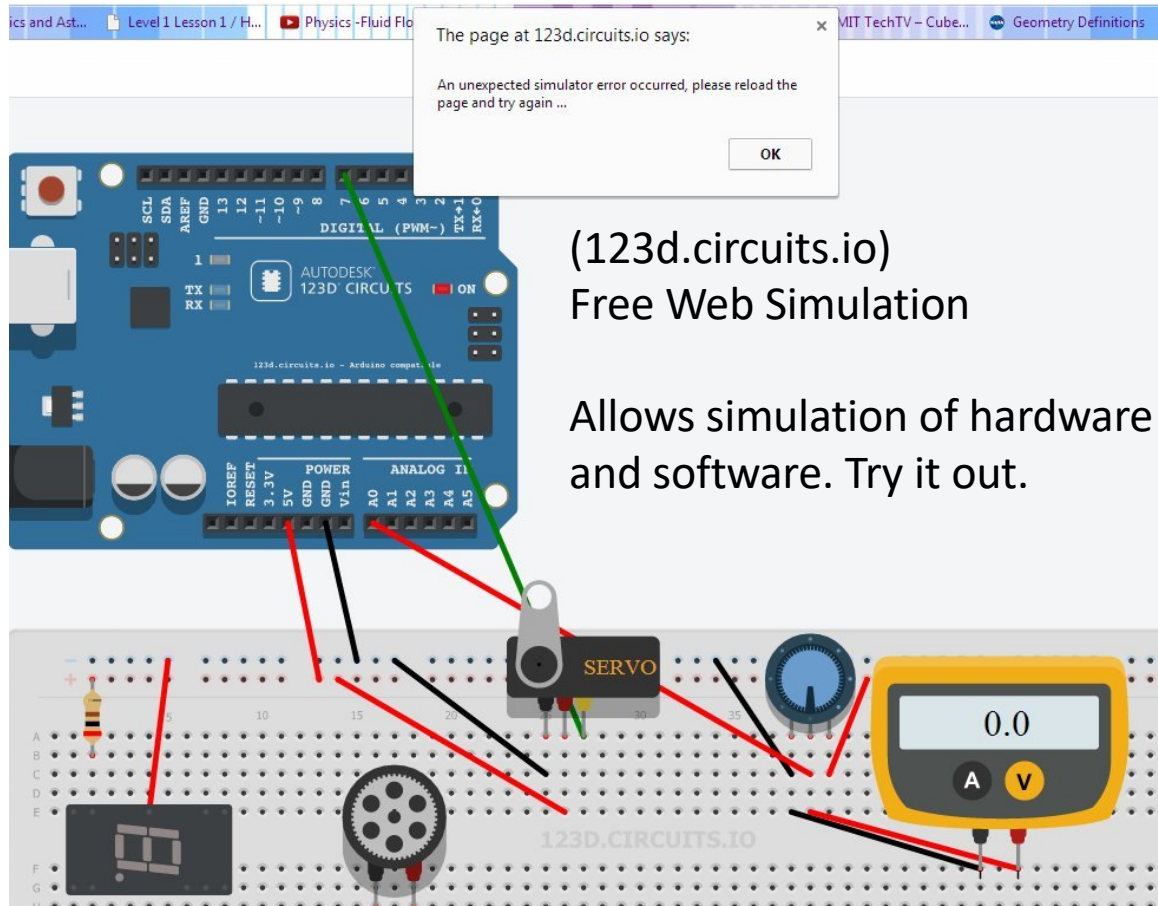 ics and Ast...
Level 1 Lesson 1 / H...
Physics -Fluid Flo
MIT TechTV – Cube...
Geometry Definitions
The page at 123d.circuits.io says:
An unexpected simulator error occurred, please reload the
page and try again ...
OK
SCL
SDA
AREF
GND
13
12
~11
~10
~9
8
7
~6
~5
4
TX→1
RX←0
DIGITAL (PWM~)
1
TX
RX
AUTODESK
123D CIRCUITS
ON
123d.circuits.io - Arduino compatible
(123d.circuits.io)
Free Web Simulation
Allows simulation of hardware
and software. Try it out.
POWER
ANALOG I
IOREF
RESET
3.3V
5V
GND
GND
Vin
A0
A1
A2
A3
A4
A5
SERVO
- 
+
5
10
15
20
30
35
A
B
C
D
E
F
G
0.0
A
V
123D.CIRCUITS.IO